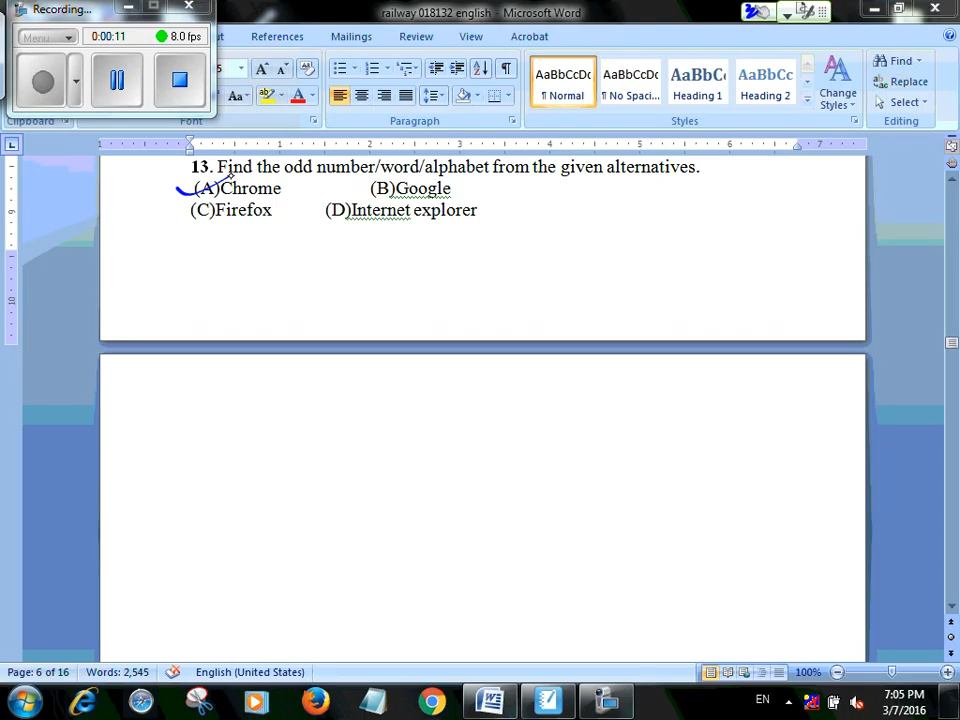 Recording...
railway 018132 english - Microsoft Word
Menu 0:00:11 8.0 fps
References Mailings Review View Acrobat
AaBbCcDc AaBbCcDc AaBbCc AaBbCc
¶ Normal ¶ No Spaci... Heading 1 Heading 2
Change Styles
Find
Replace
Select
Clipboard Font Paragraph Styles Editing
13. Find the odd number/word/alphabet from the given alternatives.
(A)Chrome (B)Google
(C)Firefox (D)Internet explorer
Page: 6 of 16 Words: 2,545 English (United States) 100%
EN 7:05 PM
3/7/2016